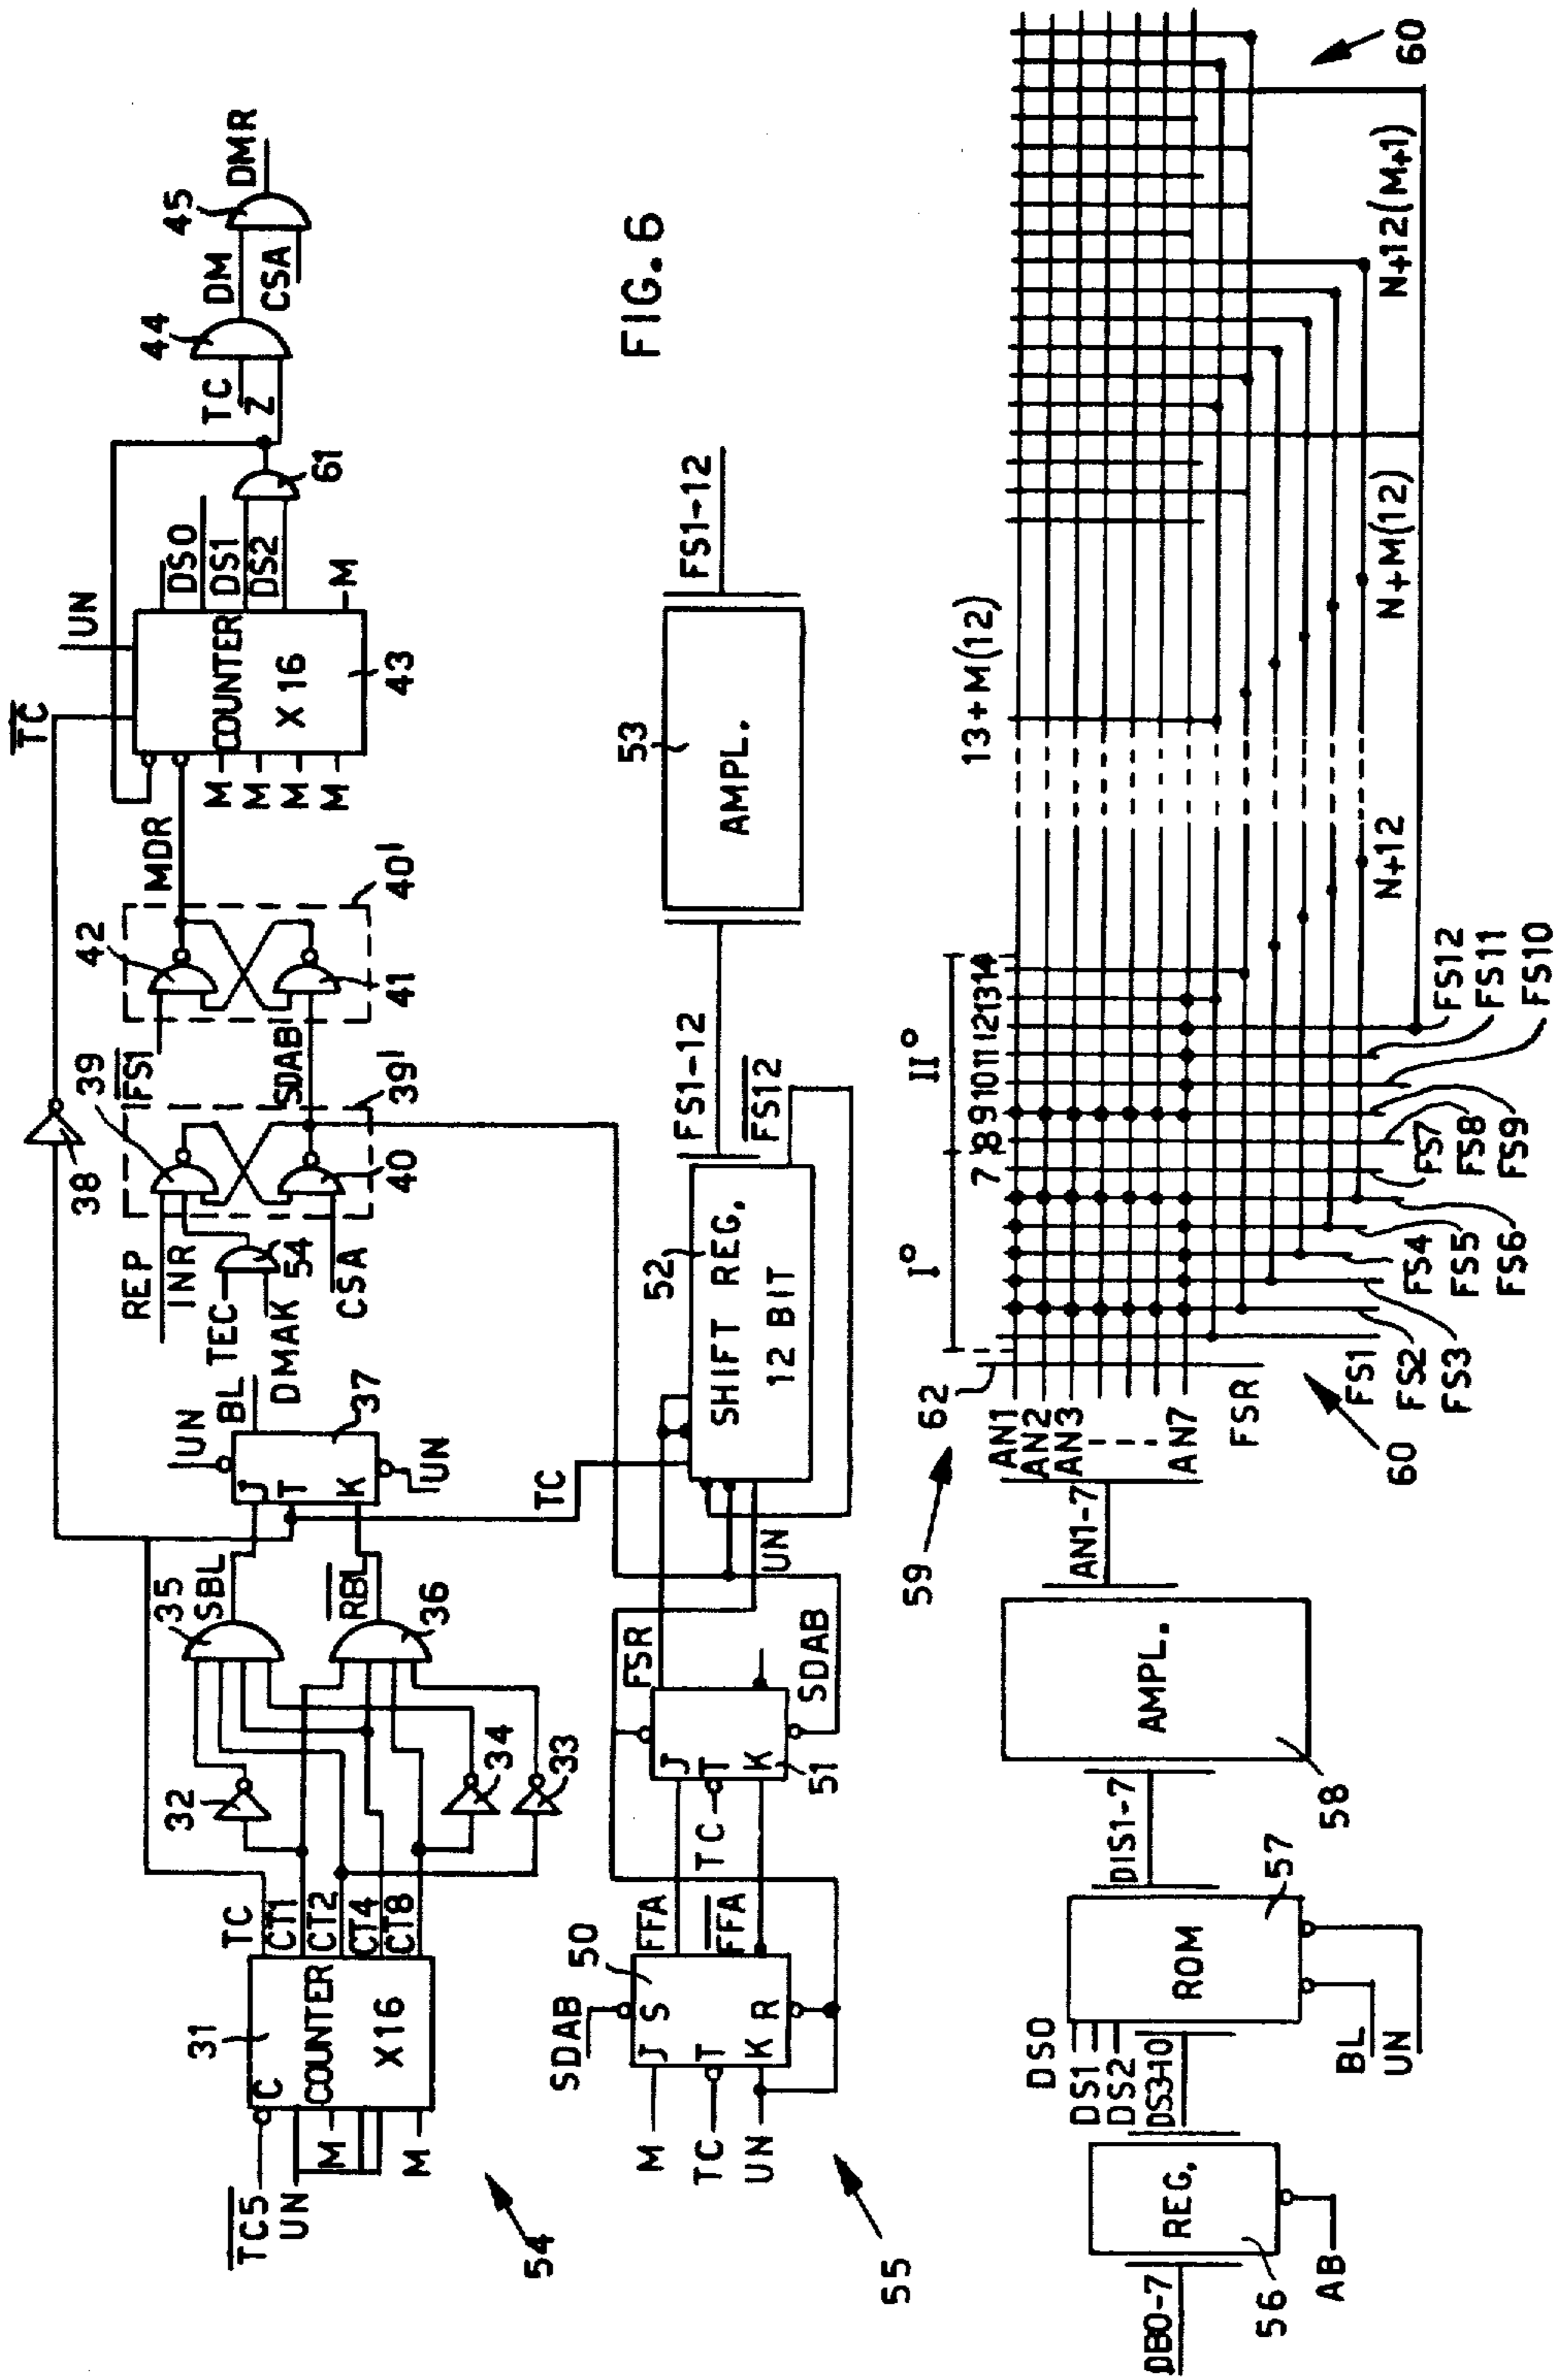 FIG. 6
TC5
UN
M
M
C
COUNTER
X 16
31
54
TC
CT1
CT2
CT4
CT8
32
34
33
35
SBL
RBL
36
UN
BL
J
T
K
37
UN
TC
38
REP
INR
TEC
DMAK
54
CSA
39
40
39'
SDAB
IFS1
42
41
40'
MDR
TC
UN
COUNTER
X 16
43
M
M
M
M
M
DS0
DS1
DS2
61
TC
Z
44
DM
CSA
45
DMR
SDAB
50
M
TC
UN
J
S
T
K
R
FFA
FFA
TC
J
T
K
51
FSR
SDAB
UN
55
52
SHIFT REG,
12 BIT
FS1-12
FS12
53
AMPL.
FS1-12
DB0-7
REG,
56
AB
DS0
DS1
DS2
DS3-10
ROM
57
BL
UN
DIS1-7
AMPL.
58
AN1-7
59
62
AN1
AN2
AN3
AN7
FSR
60
I°
II°
7
8
9
10
11
12
13
14
13+M(12)
FS1
FS2
FS3
FS4
FS5
FS6
FS7
FS8
FS9
FS10
FS11
FS12
N+12
N+M(12)
N+12(M+1)
60